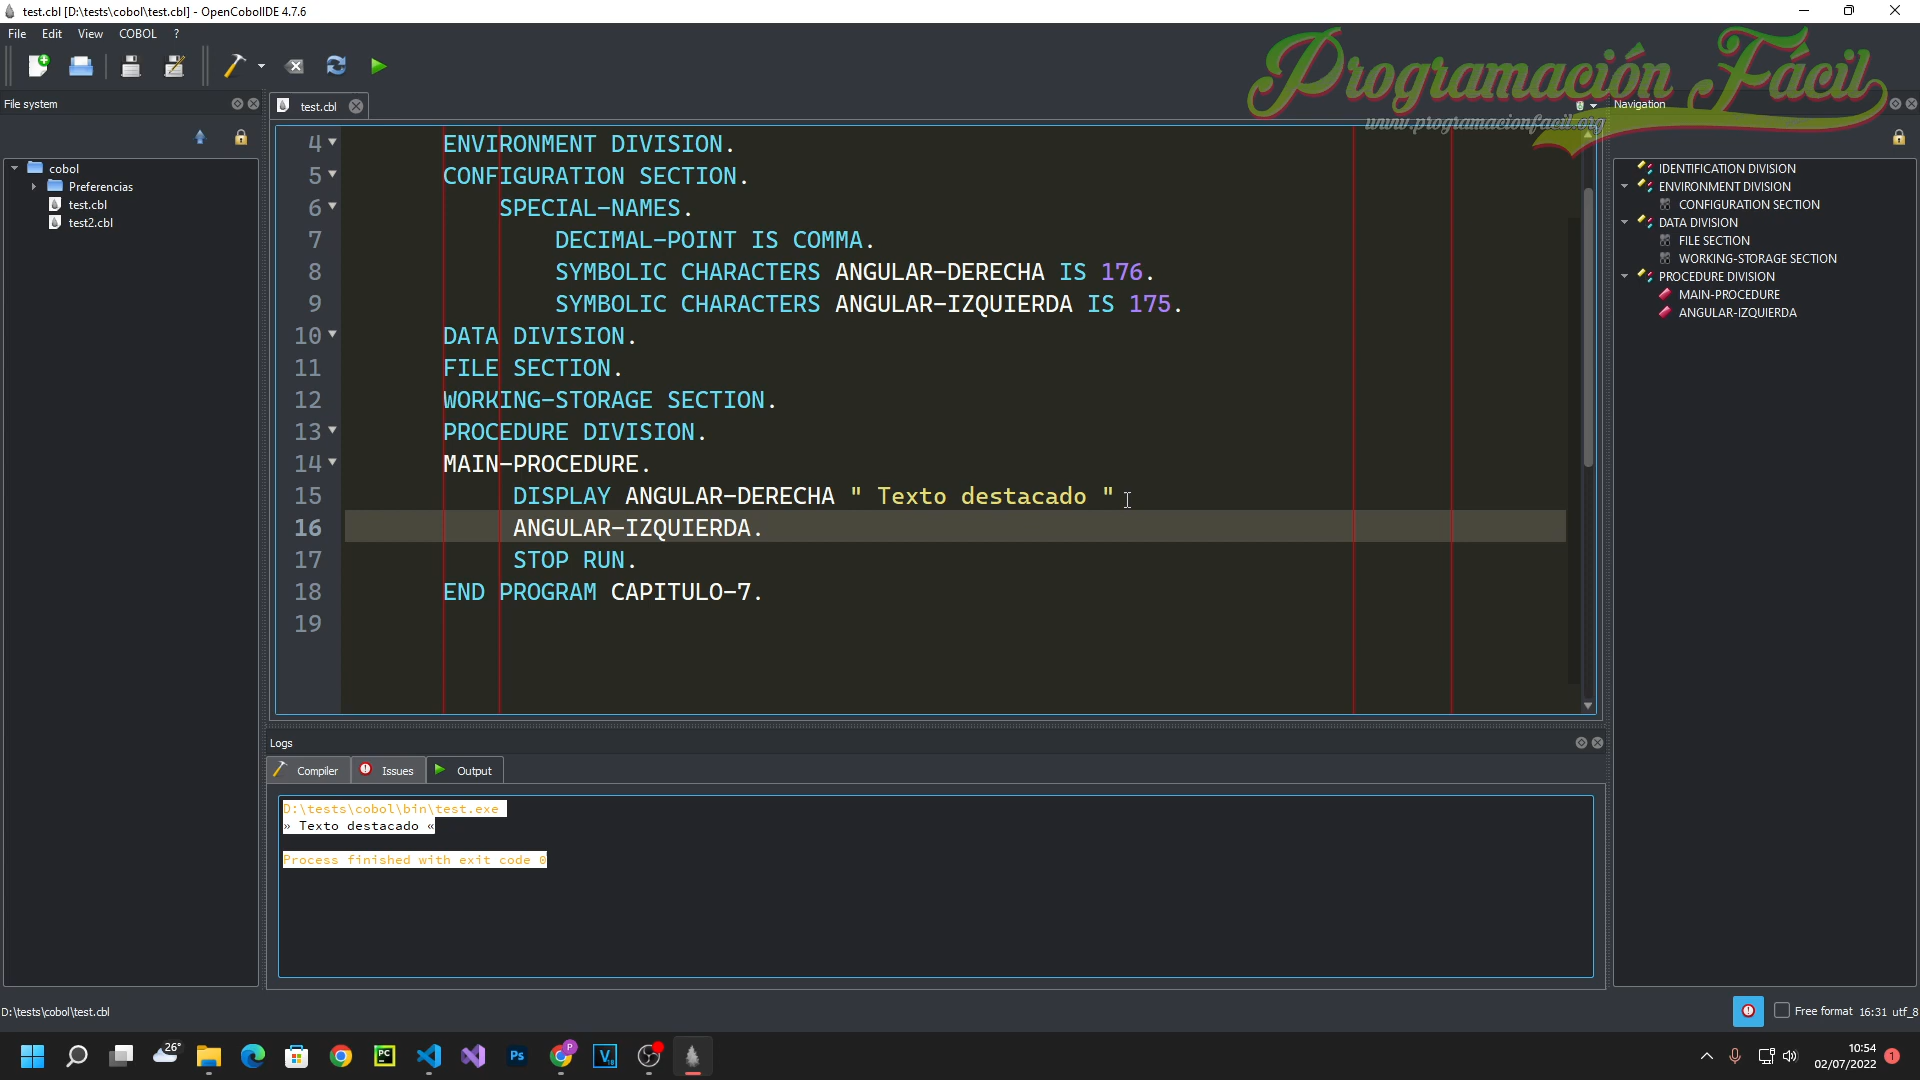 test.cbl [D:\tests\cobol\test.cbl] - OpenCobolIDE 4.7.6
File Edit View COBOL ?
Programación Fácil
www.programacionfacil.org
File system
test.cbl
Navigation
cobol
Preferencias
test.cbl
test2.cbl
4 ENVIRONMENT DIVISION.
5 CONFIGURATION SECTION.
6 SPECIAL-NAMES.
7 DECIMAL-POINT IS COMMA.
8 SYMBOLIC CHARACTERS ANGULAR-DERECHA IS 176.
9 SYMBOLIC CHARACTERS ANGULAR-IZQUIERDA IS 175.
10 DATA DIVISION.
11 FILE SECTION.
12 WORKING-STORAGE SECTION.
13 PROCEDURE DIVISION.
14 MAIN-PROCEDURE.
15 DISPLAY ANGULAR-DERECHA " Texto destacado "
16 ANGULAR-IZQUIERDA.
17 STOP RUN.
18 END PROGRAM CAPITULO-7.
19
IDENTIFICATION DIVISION
ENVIRONMENT DIVISION
CONFIGURATION SECTION
DATA DIVISION
FILE SECTION
WORKING-STORAGE SECTION
PROCEDURE DIVISION
MAIN-PROCEDURE
ANGULAR-IZQUIERDA
Logs
Compiler Issues Output
D:\tests\cobol\bin\test.exe
» Texto destacado «
Process finished with exit code 0
D:\tests\cobol\test.cbl
Free format 16:31 utf_8
26°
PC
Ps
P
V
10:54
02/07/2022
1